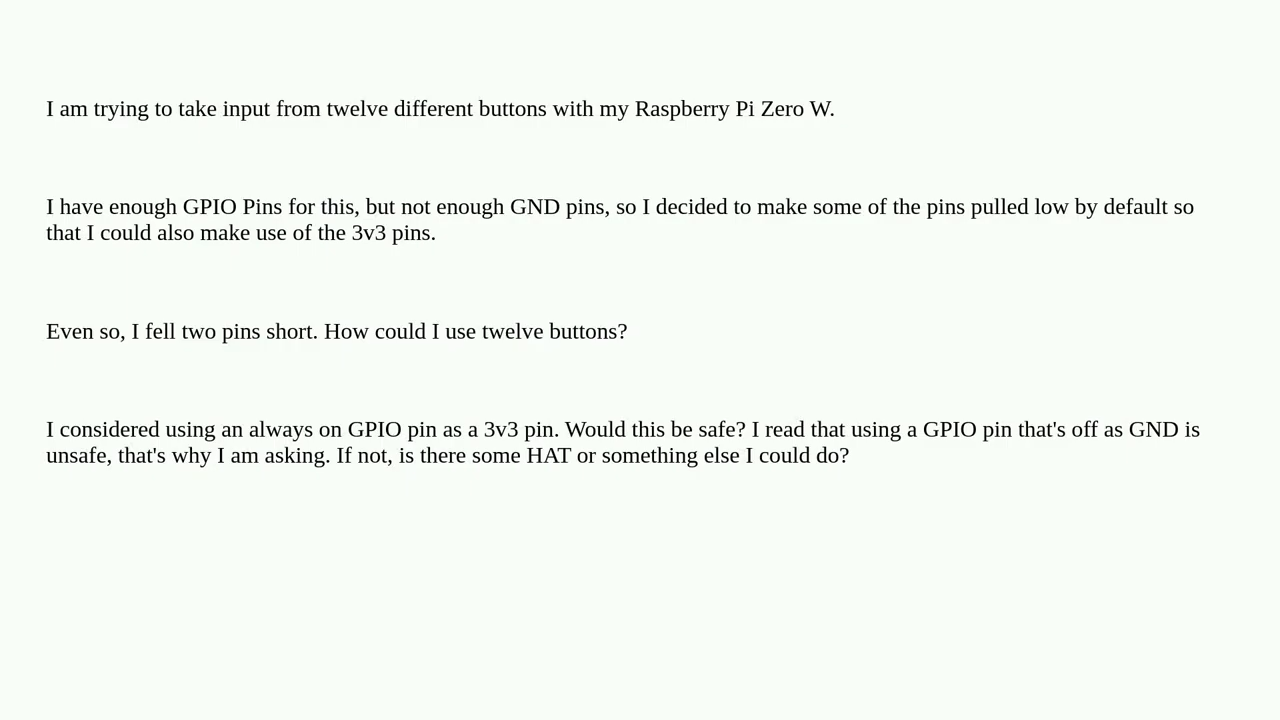 I am trying to take input from twelve different buttons with my Raspberry Pi Zero W.
I have enough GPIO Pins for this, but not enough GND pins, so I decided to make some of the pins pulled low by default so
that I could also make use of the 3v3 pins.
Even so, I fell two pins short. How could I use twelve buttons?
I considered using an always on GPIO pin as a 3v3 pin. Would this be safe? I read that using a GPIO pin that's off as GND is
unsafe, that's why I am asking. If not, is there some HAT or something else I could do?